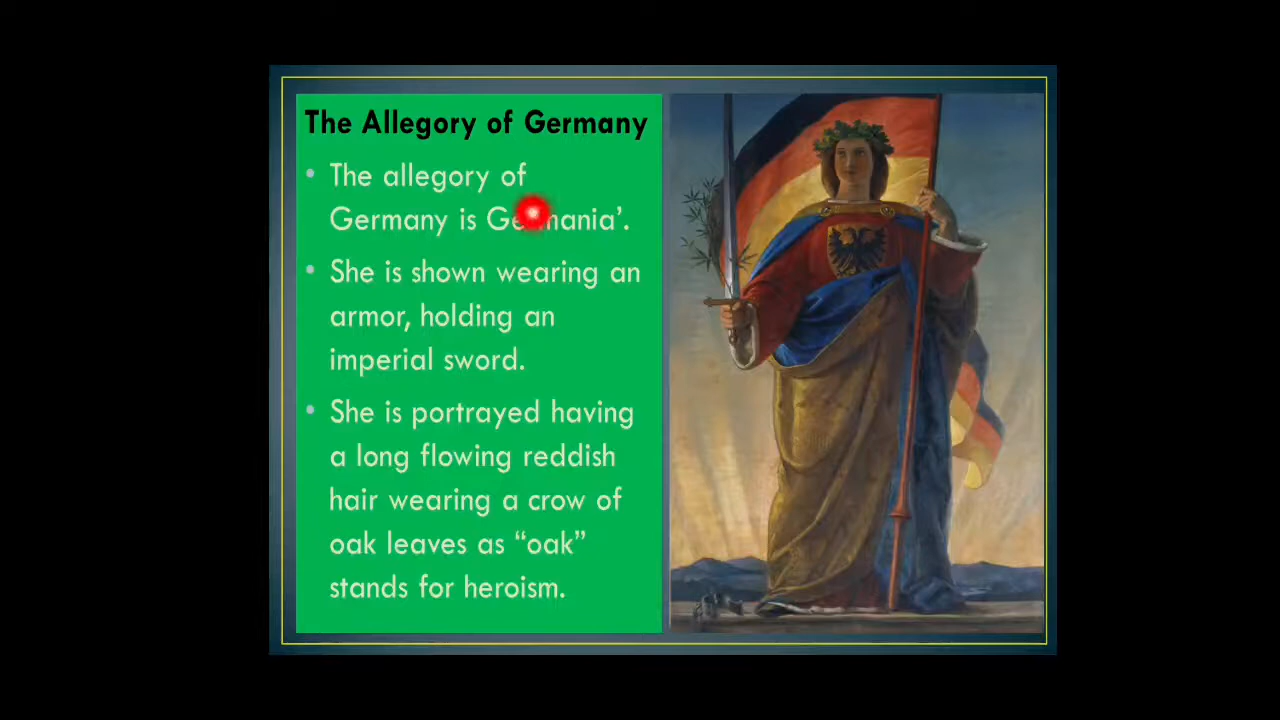 The Allegory of Germany
• The allegory of
Germany is Germania’.
• She is shown wearing an
armor, holding an
imperial sword.
• She is portrayed having
a long flowing reddish
hair wearing a crow of
oak leaves as “oak”
stands for heroism.